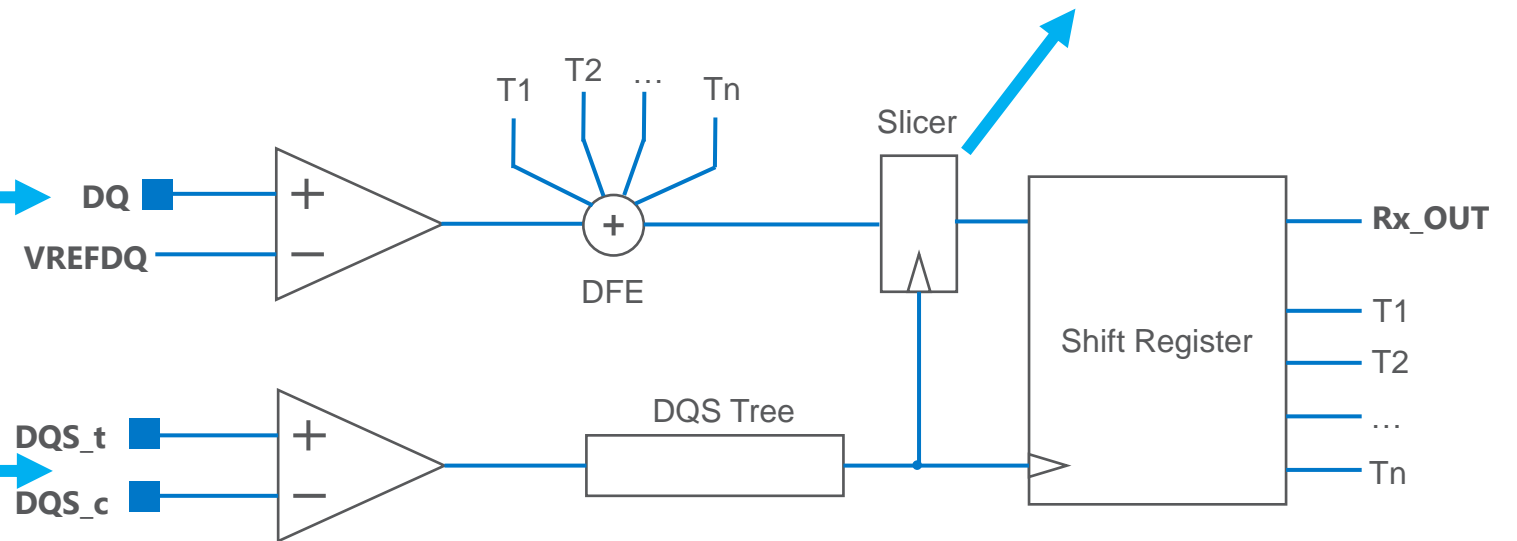 T1
T2
...
Tn
Slicer
DQ
+
−
VREFDQ
+
DFE
Rx_OUT
T1
T2
...
Tn
Shift Register
DQS Tree
DQS_t
+
−
DQS_c